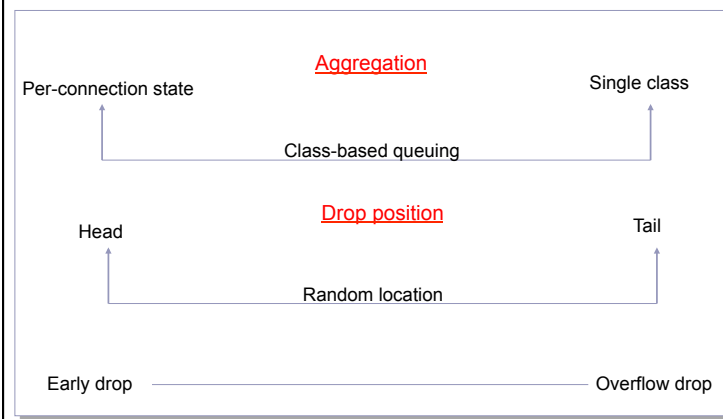 Aggregation
Per-connection state
Single class
Class-based queuing
Drop position
Head
Tail
Random location
Early drop
Overflow drop